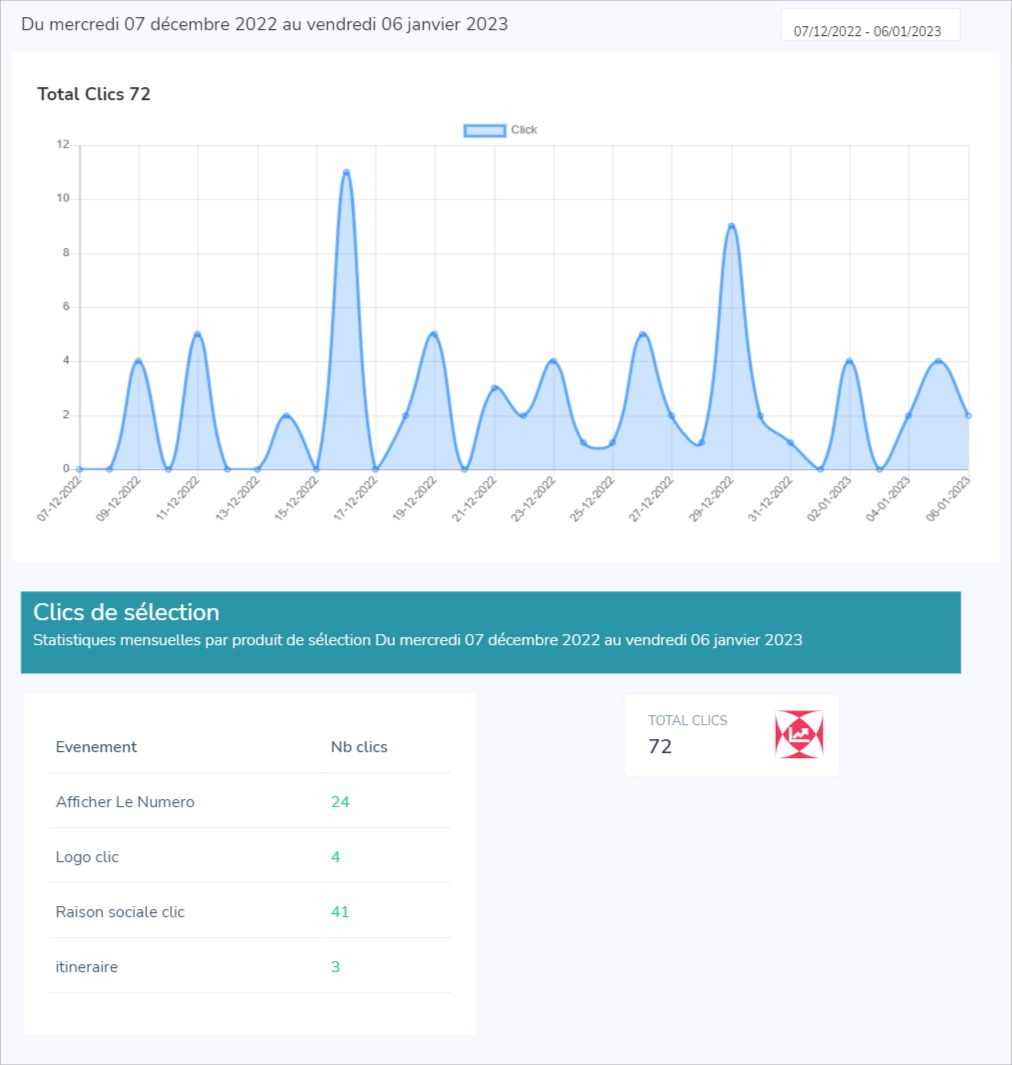 Du mercredi 07 décembre 2022 au vendredi 06 janvier 2023
07/12/2022 - 06/01/2023
Total Clics 72
Click
12
10
8
6
4
2
0
07-12-2022
09-12-2022
11-12-2022
13-12-2022
15-12-2022
17-12-2022
19-12-2022
21-12-2022
23-12-2022
25-12-2022
27-12-2022
29-12-2022
31-12-2022
02-01-2023
04-01-2023
06-01-2023
Clics de sélection
Statistiques mensuelles par produit de sélection Du mercredi 07 décembre 2022 au vendredi 06 janvier 2023
Evenement Nb clics
Afficher Le Numero 24
Logo clic 4
Raison sociale clic 41
itineraire 3
TOTAL CLICS
72